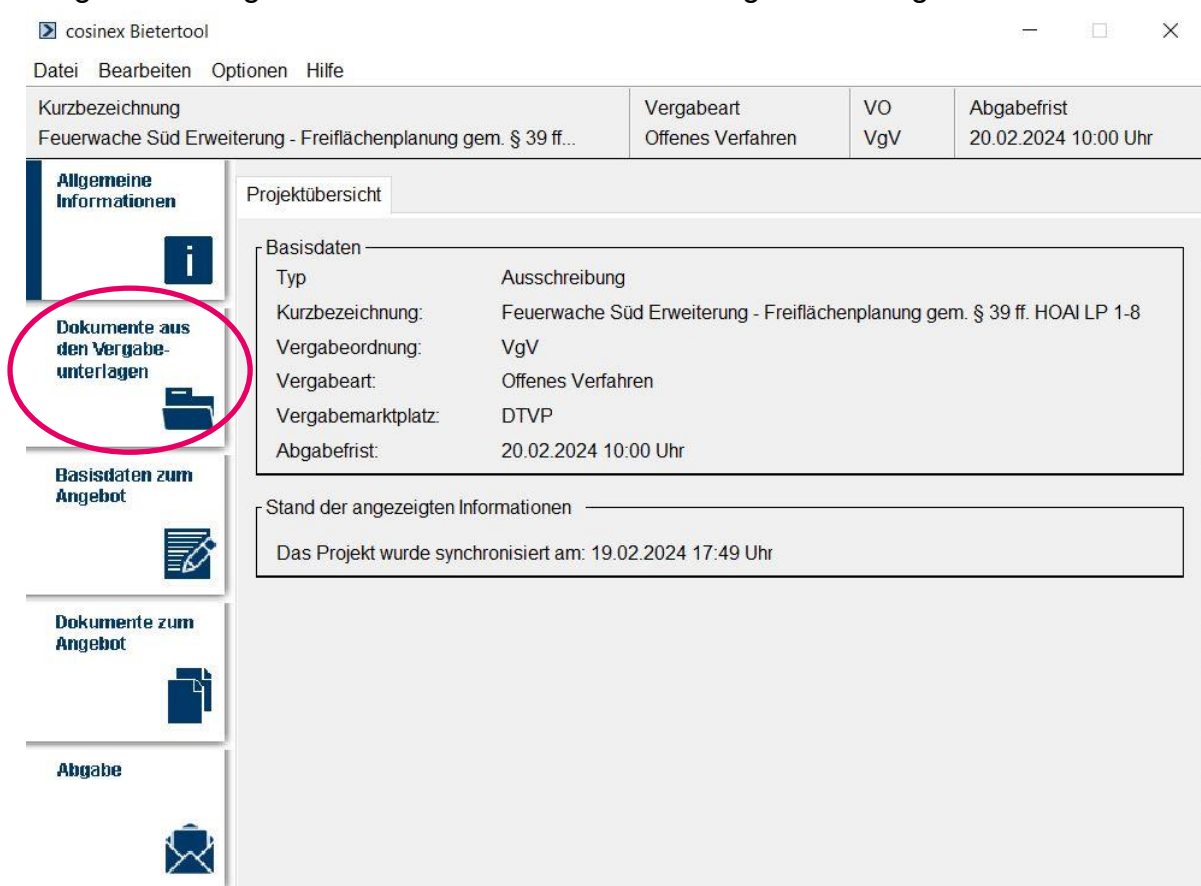 cosinex Bietertool
Datei Bearbeiten Optionen Hilfe
Kurzbezeichnung Vergabeart VO Abgabefrist
Feuerwache Süd Erweiterung - Freiflächenplanung gem. § 39 ff... Offenes Verfahren VgV 20.02.2024 10:00 Uhr
Allgemeine
Informationen
Dokumente aus
den Vergabe-
unterlagen
Basisdaten zum
Angebot
Dokumente zum
Angebot
Abgabe
Projektübersicht
Basisdaten
Typ Ausschreibung
Kurzbezeichnung: Feuerwache Süd Erweiterung - Freiflächenplanung gem. § 39 ff. HOAI LP 1-8
Vergabeordnung: VgV
Vergabeart: Offenes Verfahren
Vergabemarktplatz: DTVP
Abgabefrist: 20.02.2024 10:00 Uhr
Stand der angezeigten Informationen
Das Projekt wurde synchronisiert am: 19.02.2024 17:49 Uhr